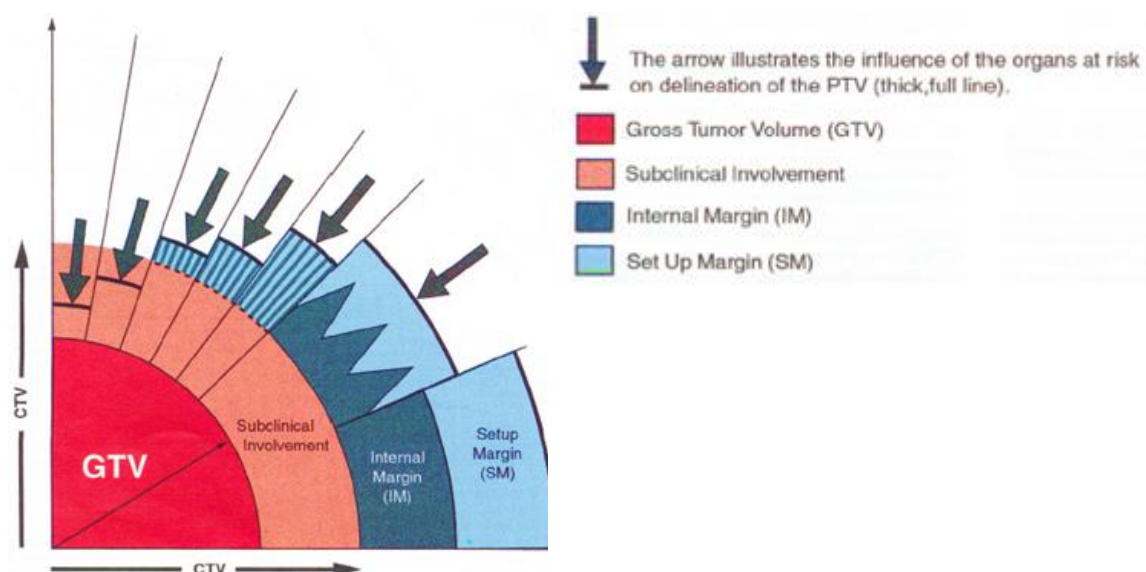 The arrow illustrates the influence of the organs at risk
on delineation of the PTV (thick,full line).
Gross Tumor Volume (GTV)
Subclinical Involvement
Internal Margin (IM)
Set Up Margin (SM)
CTV
GTV
Subclinical
Involvement
Internal
Margin
(IM)
Setup
Margin
(SM)
CTV